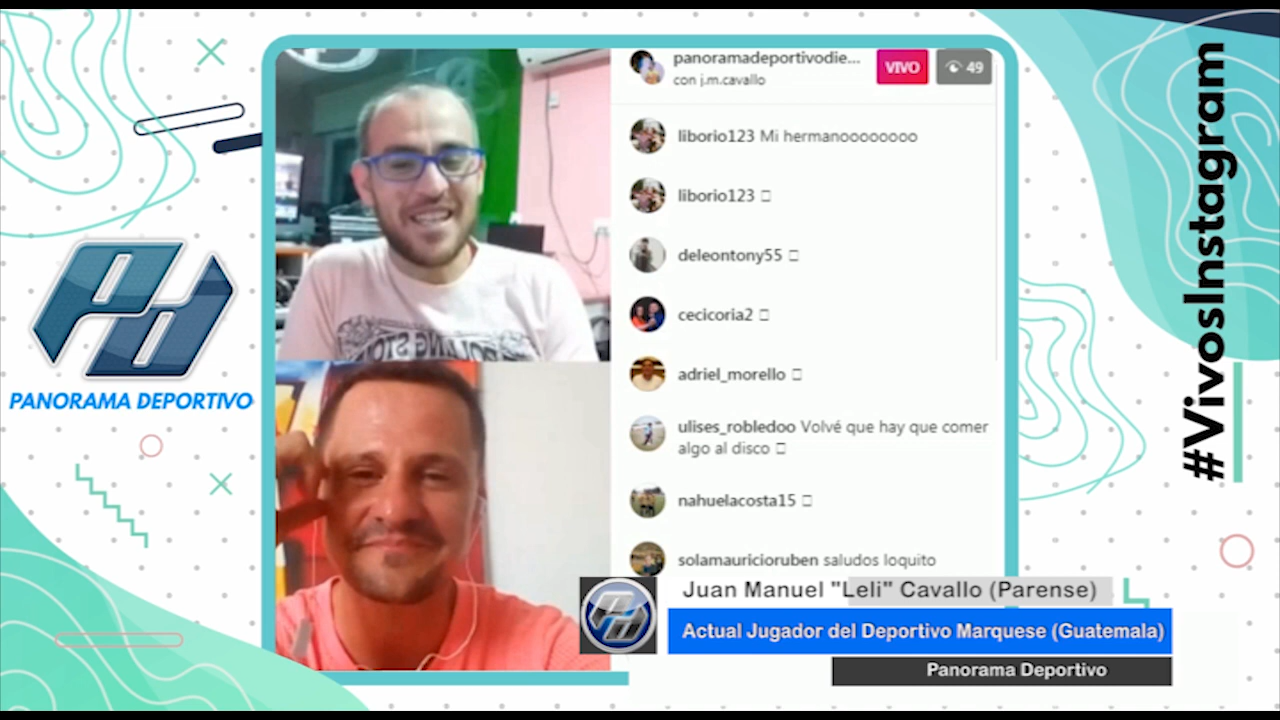 panoramadeportivodie...
con j.m.cavallo
VIVO
49
liborio123 Mi hermanoooooooo
liborio123
deleontony55
cecicoria2
adriel_morello
ulises_robledoo Volvé que hay que comer
algo al disco
nahuelacosta15
solamauricioruben saludos loquito
PD
PANORAMA DEPORTIVO
#VivosInstagram
Juan Manuel "Leli" Cavallo (Parense)
Actual Jugador del Deportivo Marquese (Guatemala)
Panorama Deportivo